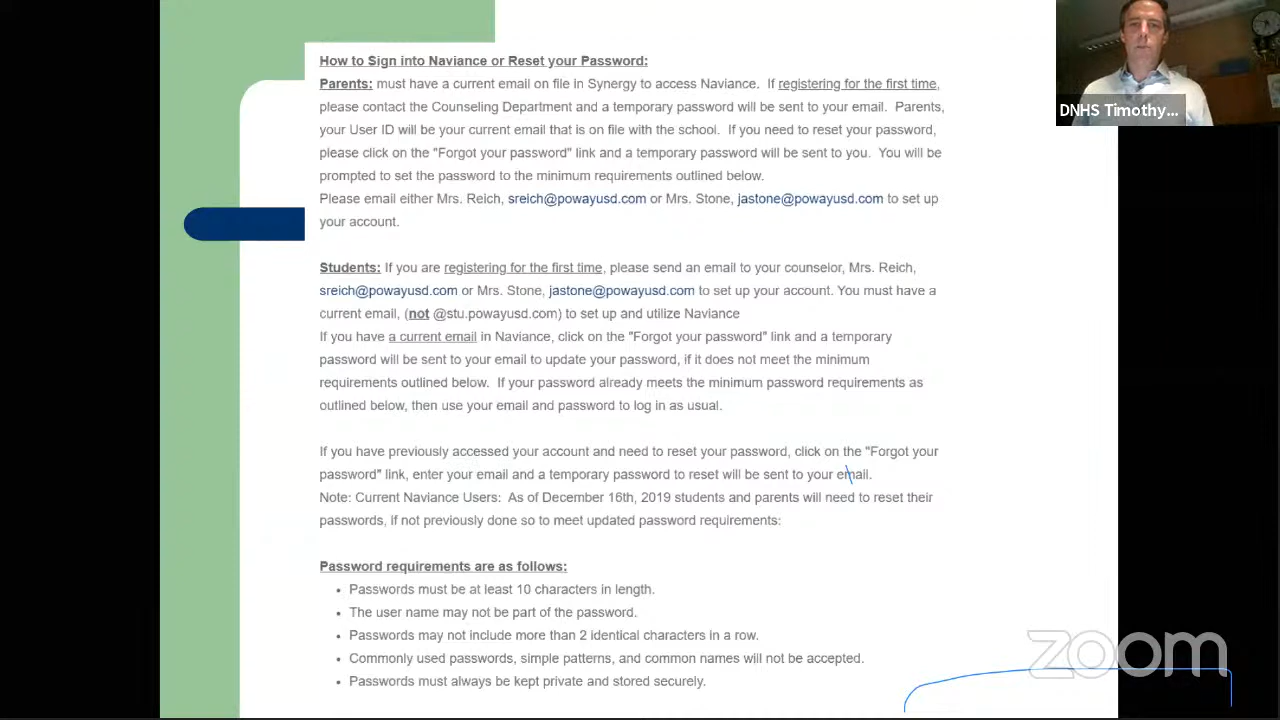 How to Sign into Naviance or Reset your Password:
Parents: must have a current email on file in Synergy to access Naviance. If registering for the first time,
please contact the Counseling Department and a temporary password will be sent to your email. Parents,
your User ID will be your current email that is on file with the school. If you need to reset your password,
please click on the "Forgot your password" link and a temporary password will be sent to you. You will be
prompted to set the password to the minimum requirements outlined below.
Please email either Mrs. Reich, sreich@powayusd.com or Mrs. Stone, jastone@powayusd.com to set up
your account.
Students: If you are registering for the first time, please send an email to your counselor, Mrs. Reich,
sreich@powayusd.com or Mrs. Stone, jastone@powayusd.com to set up your account. You must have a
current email, (not @stu.powayusd.com) to set up and utilize Naviance
If you have a current email in Naviance, click on the "Forgot your password" link and a temporary
password will be sent to your email to update your password, if it does not meet the minimum
requirements outlined below. If your password already meets the minimum password requirements as
outlined below, then use your email and password to log in as usual.
If you have previously accessed your account and need to reset your password, click on the "Forgot your
password" link, enter your email and a temporary password to reset will be sent to your email.
Note: Current Naviance Users: As of December 16th, 2019 students and parents will need to reset their
passwords, if not previously done so to meet updated password requirements:
Password requirements are as follows:
• Passwords must be at least 10 characters in length.
• The user name may not be part of the password.
• Passwords may not include more than 2 identical characters in a row.
• Commonly used passwords, simple patterns, and common names will not be accepted.
• Passwords must always be kept private and stored securely.
DNHS Timothy...
zoom